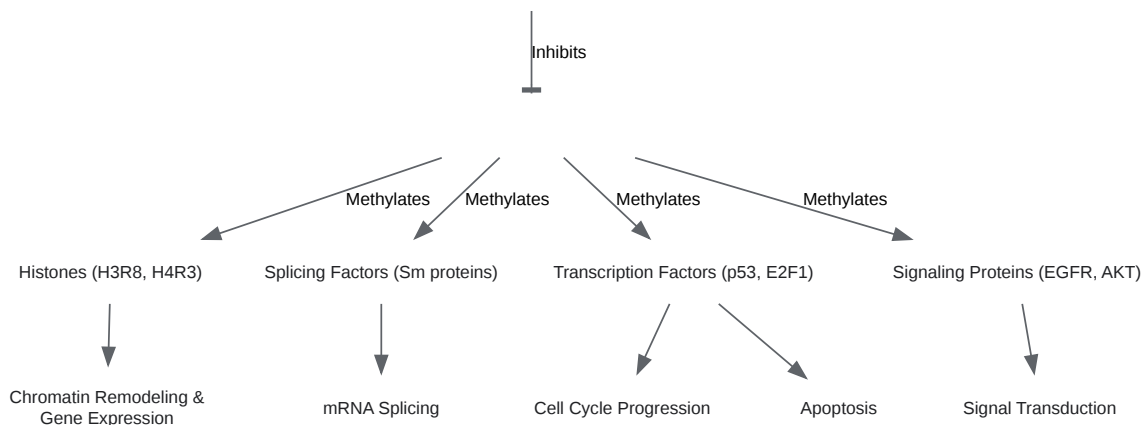 Inhibits
Methylates
Methylates
Methylates
Methylates
Histones (H3R8, H4R3)
Splicing Factors (Sm proteins)
Transcription Factors (p53, E2F1)
Signaling Proteins (EGFR, AKT)
Chromatin Remodeling &
Gene Expression
mRNA Splicing
Cell Cycle Progression
Apoptosis
Signal Transduction